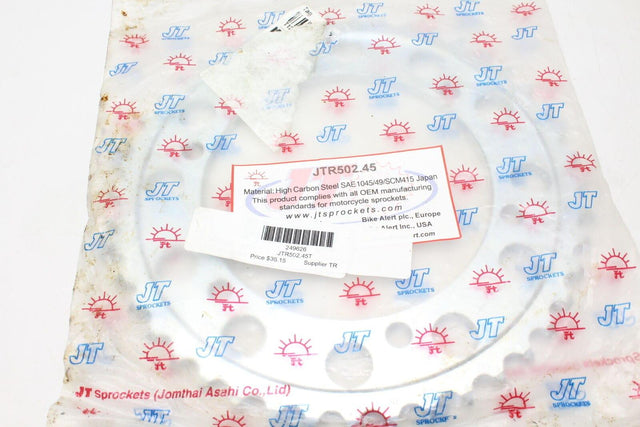 JTR502.45
Material: High Carbon Steel SAE1045/49/SCM415 Japan
This product complies with all OEM manufacturing
standards for motorcycle sprockets.
www.jtsprockets.com
Bike Alert plc., Europe
Alert Inc., USA
ert.com
249626
JTR502.45T
Price $35.15 Supplier TR
JT SPROCKETS
JT Sprockets (Jomthai Asahi Co.,Ltd)